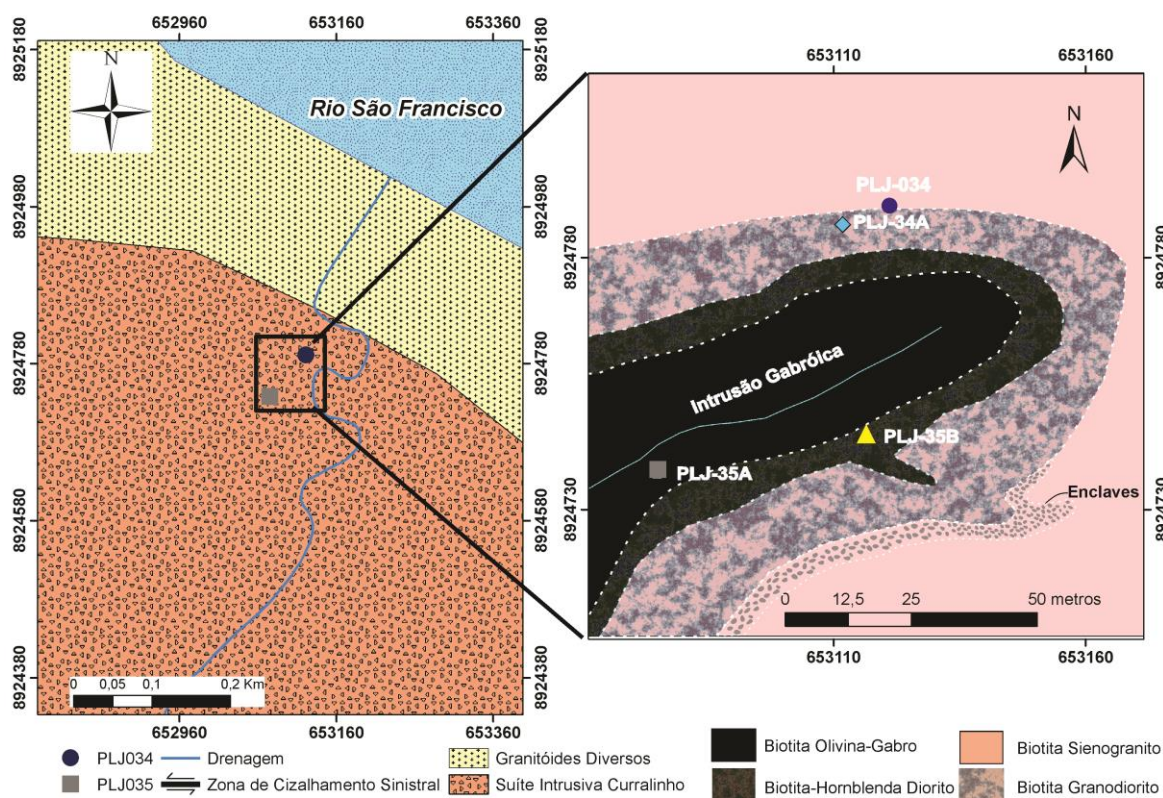 652960 653160 653360
8925180 8925180
N
Rio São Francisco
8924980 8924980
8924780 8924780
8924580 8924580
8924380 8924380
0 0,05 0,1 0,2 Km
652960 653160 653360
653110 653160
N
PLJ-034
PLJ-34A
8924780 8924780
Intrusão Gabróica
PLJ-35B
PLJ-35A
Enclaves
8924730 8924730
0 12,5 25 50 metros
653110 653160
PLJ034 Drenagem Granitóides Diversos
PLJ035 Zona de Cizalhamento Sinistral Suíte Intrusiva Curralinho
Biotita Olivina-Gabro Biotita Sienogranito
Biotita-Hornblenda Diorito Biotita Granodiorito